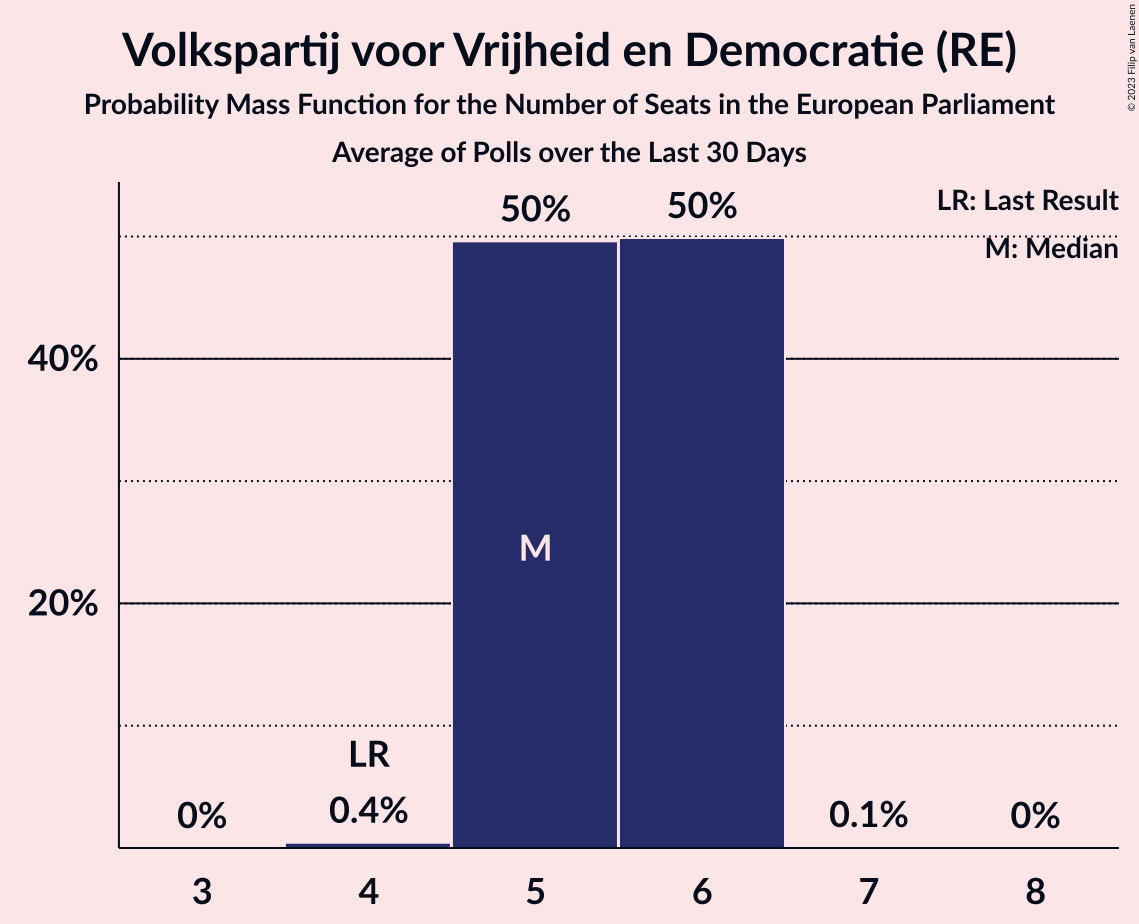 Volkspartij voor Vrijheid en Democratie (RE)
Probability Mass Function for the Number of Seats in the European Parliament
Average of Polls over the Last 30 Days
© 2023 Filip van Laenen
LR: Last Result
M: Median
50%
50%
40%
20%
M
LR
0%
0.4%
0.1%
0%
3
4
5
6
7
8